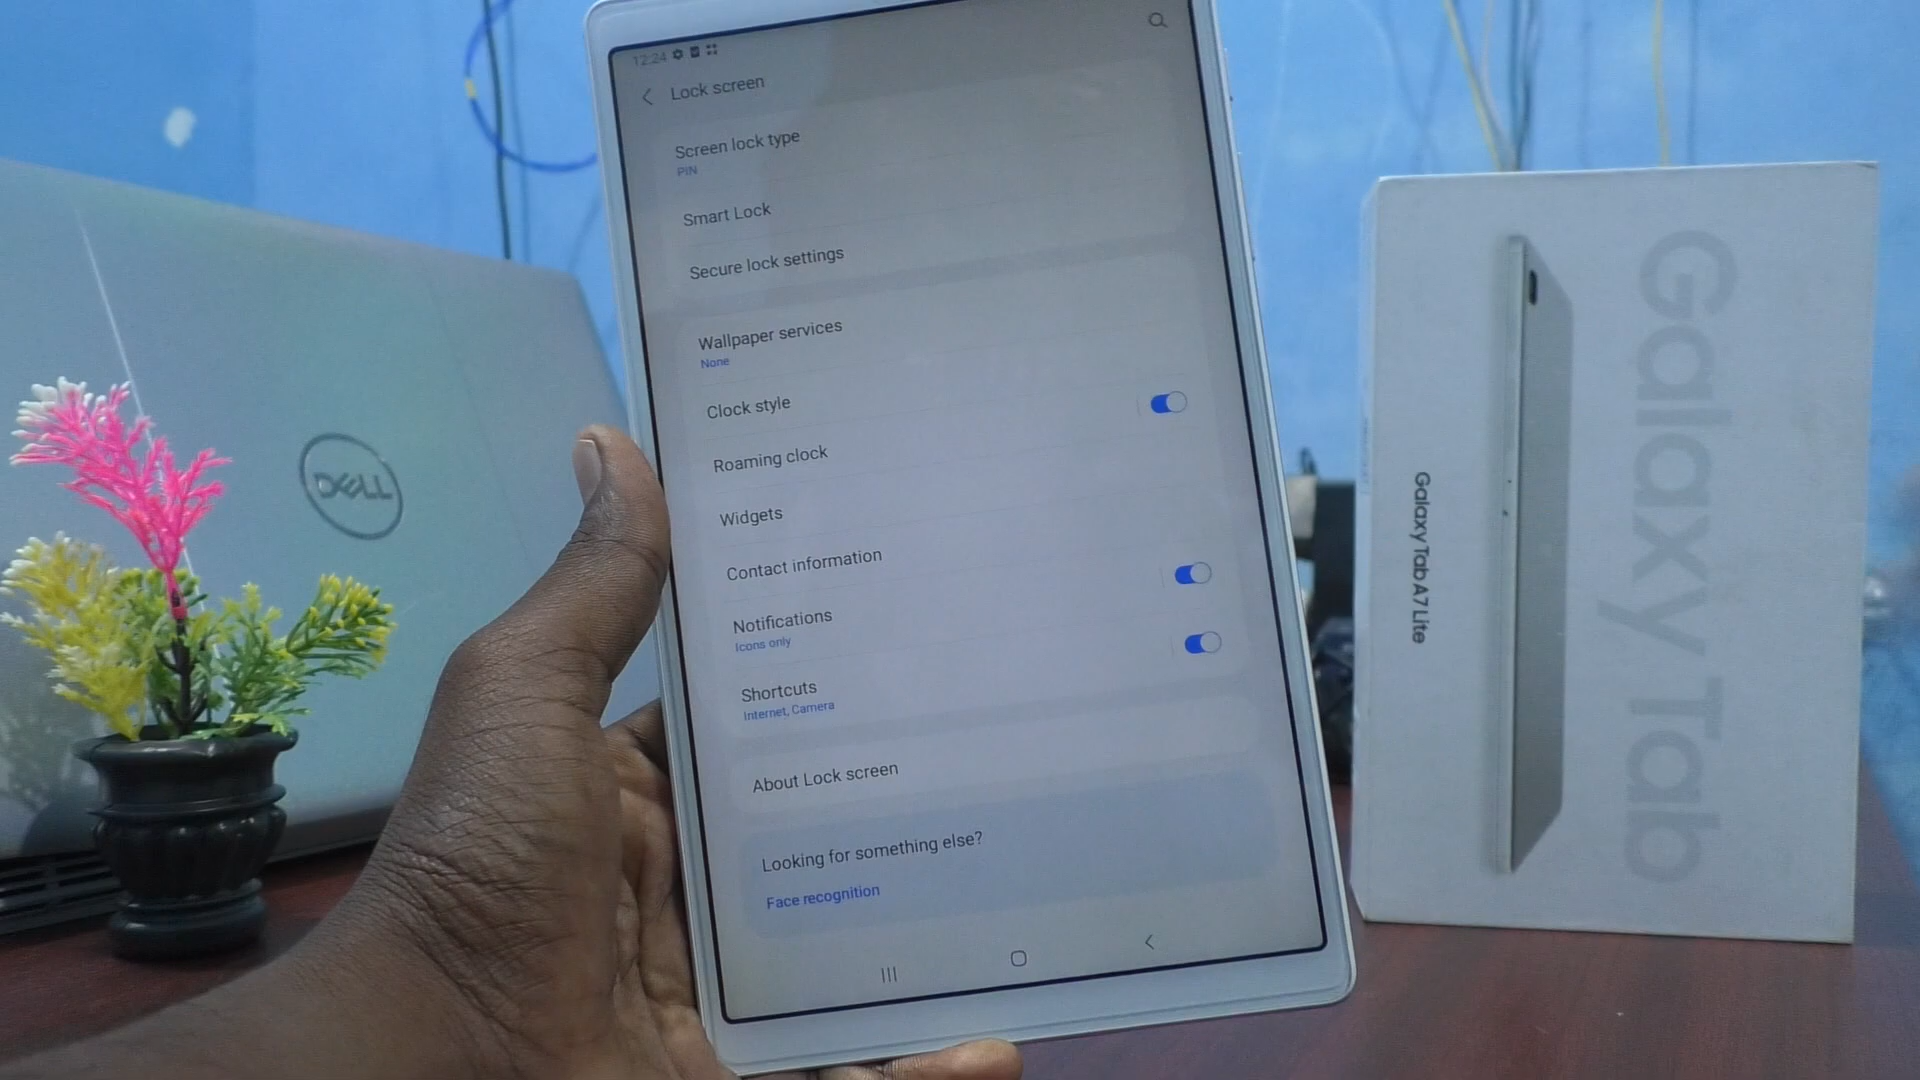 12:24
Lock screen
Screen lock type
PIN
Smart Lock
Secure lock settings
Wallpaper services
None
Clock style
Roaming clock
Widgets
Contact information
Notifications
Icons only
Shortcuts
Internet, Camera
About Lock screen
Looking for something else?
Face recognition
DELL
Galaxy Tab A7 Lite
Galaxy Tab